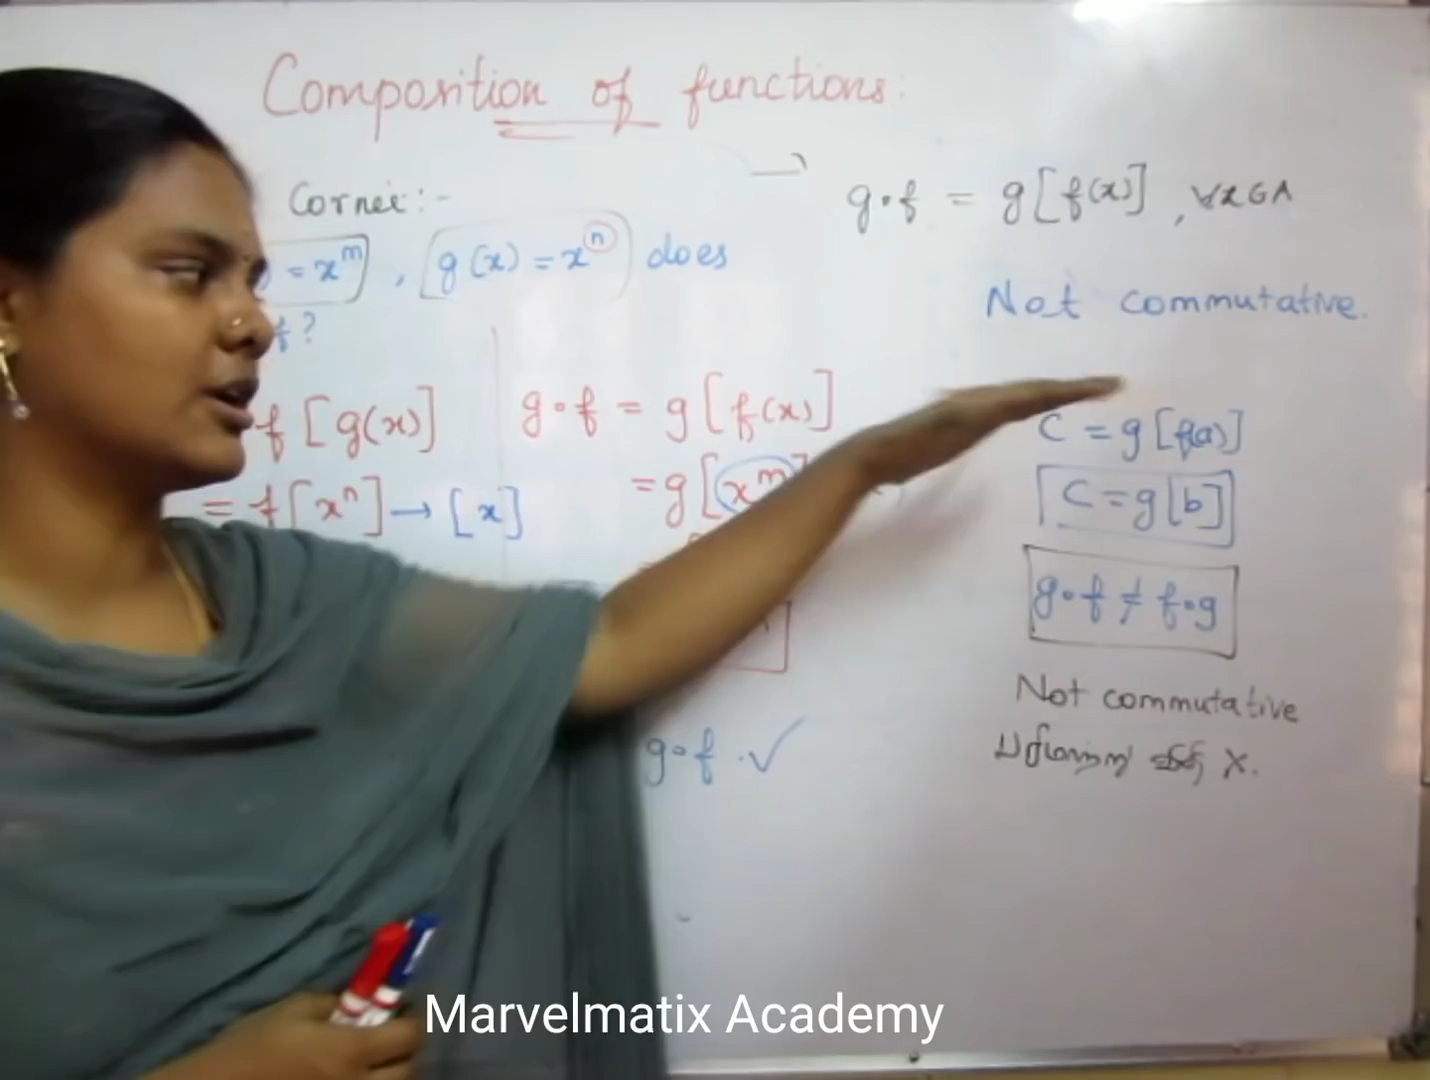 Composition of functions:
Corner:-
) = x^m , g(x) = x^n does
f?
→ g∘f = g[f(x)] , ∀x∈A
Not commutative.
f[g(x)]
= f[x^n] → [x]
g∘f = g[f(x)]
= g[x^m]
g∘f ✓
C = g[f(a)]
C = g[b]
g∘f ≠ f∘g
Not commutative
X.
Marvelmatix Academy